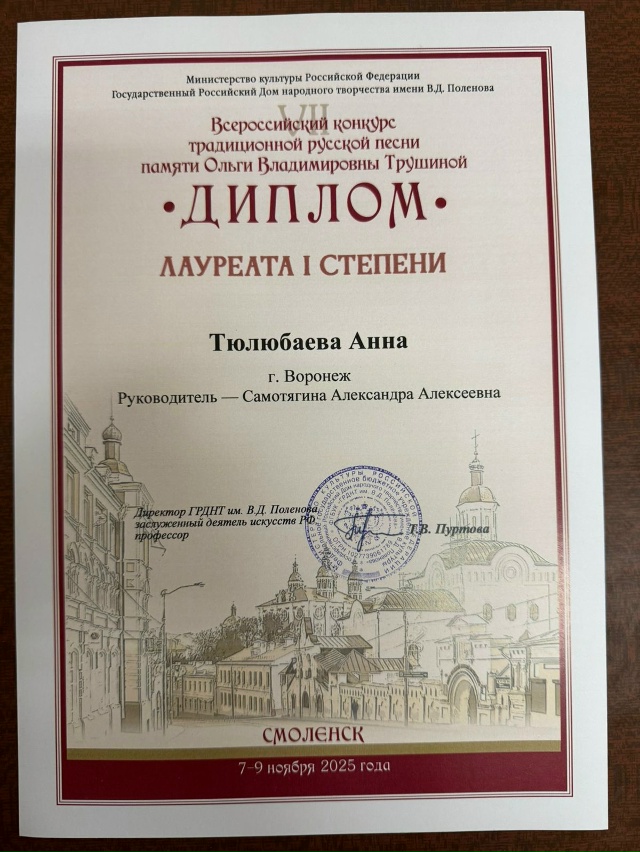 Министерство культуры Российской Федерации
Государственный Российский Дом народного творчества имени В.Д. Поленова
VII
Всероссийский конкурс
традиционной русской песни
памяти Ольги Владимировны Трушиной
•ДИПЛОМ•
ЛАУРЕАТА I СТЕПЕНИ
Тюлюбаева Анна
г. Воронеж
Руководитель — Самотягина Александра Алексеевна
Директор ГРДНТ им. В.Д. Поленова,
заслуженный деятель искусств РФ,
профессор
Т.В. Пуртова
СМОЛЕНСК
7-9 ноября 2025 года